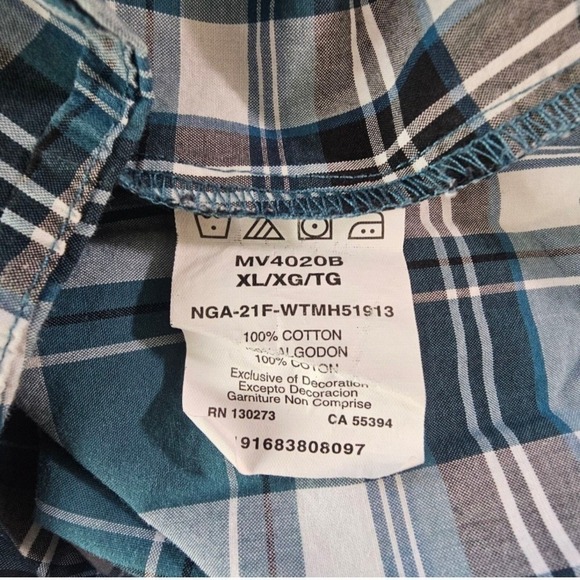 MV4020B
XL/XG/TG
NGA-21F-WTMH51913
100% COTTON
ALGODON
100% COTON
Exclusive of Decoration
Excepto Decoracion
Garniture Non Comprise
RN 130273 CA 55394
91683808097